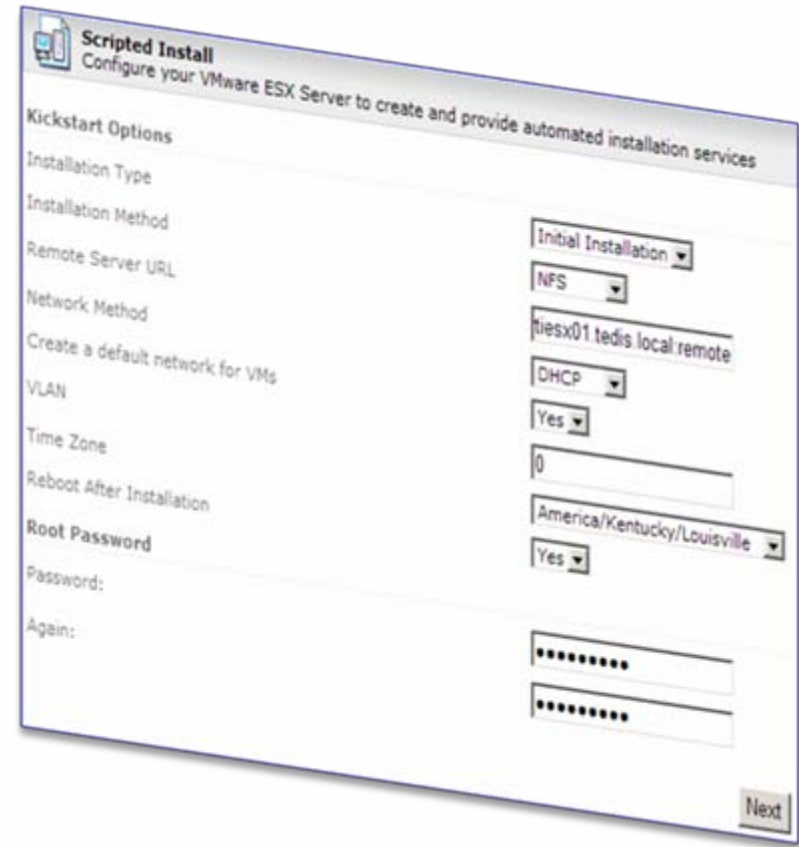 Scripted Install
Configure your VMware ESX Server to create and provide automated installation services
Kickstart Options
Installation Type
Initial Installation
Installation Method
NFS
Remote Server URL
tiesx01.tedis.local:remote
Network Method
DHCP
Create a default network for VMs
Yes
VLAN
0
Time Zone
America/Kentucky/Louisville
Reboot After Installation
Yes
Root Password
Password:
•••••••••
Again:
•••••••••
Next